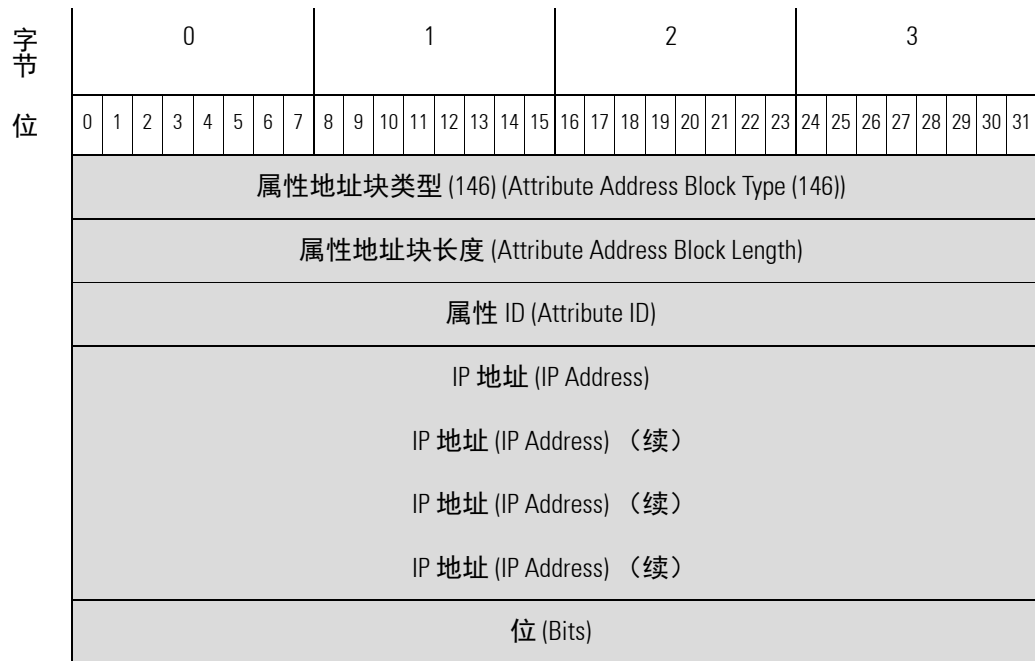 字节 0 1 2 3
位 0 1 2 3 4 5 6 7 8 9 10 11 12 13 14 15 16 17 18 19 20 21 22 23 24 25 26 27 28 29 30 31
属性地址块类型 (146) (Attribute Address Block Type (146))
属性地址块长度 (Attribute Address Block Length)
属性 ID (Attribute ID)
IP 地址 (IP Address)
IP 地址 (IP Address) （续）
IP 地址 (IP Address) （续）
IP 地址 (IP Address) （续）
位 (Bits)